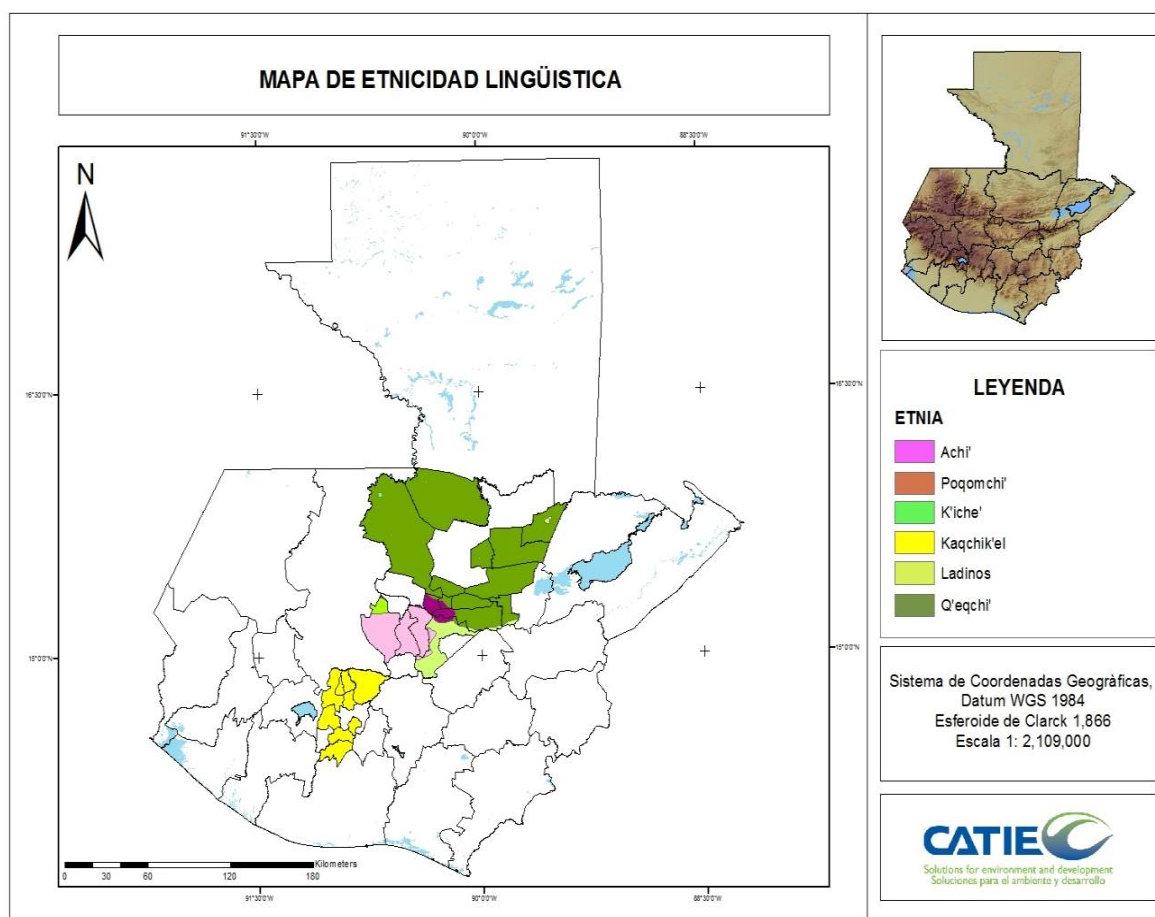 MAPA DE ETNICIDAD LINGÜISTICA
91°30'0"W 90°0'0"W 88°30'0"W
N
16°30'0"N 16°30'0"N
15°0'0"N 15°0'0"N
Kilometers
0 30 60 120 180
91°30'0"W 90°0'0"W 88°30'0"W
LEYENDA
ETNIA
Achi'
Poqomchi'
K'iche'
Kaqchik'el
Ladinos
Q'eqchi'
Sistema de Coordenadas Geogràficas,
Datum WGS 1984
Esferoide de Clarck 1,866
Escala 1: 2,109,000
CATIE
Solutions for environment and development
Soluciones para el ambiente y desarrollo